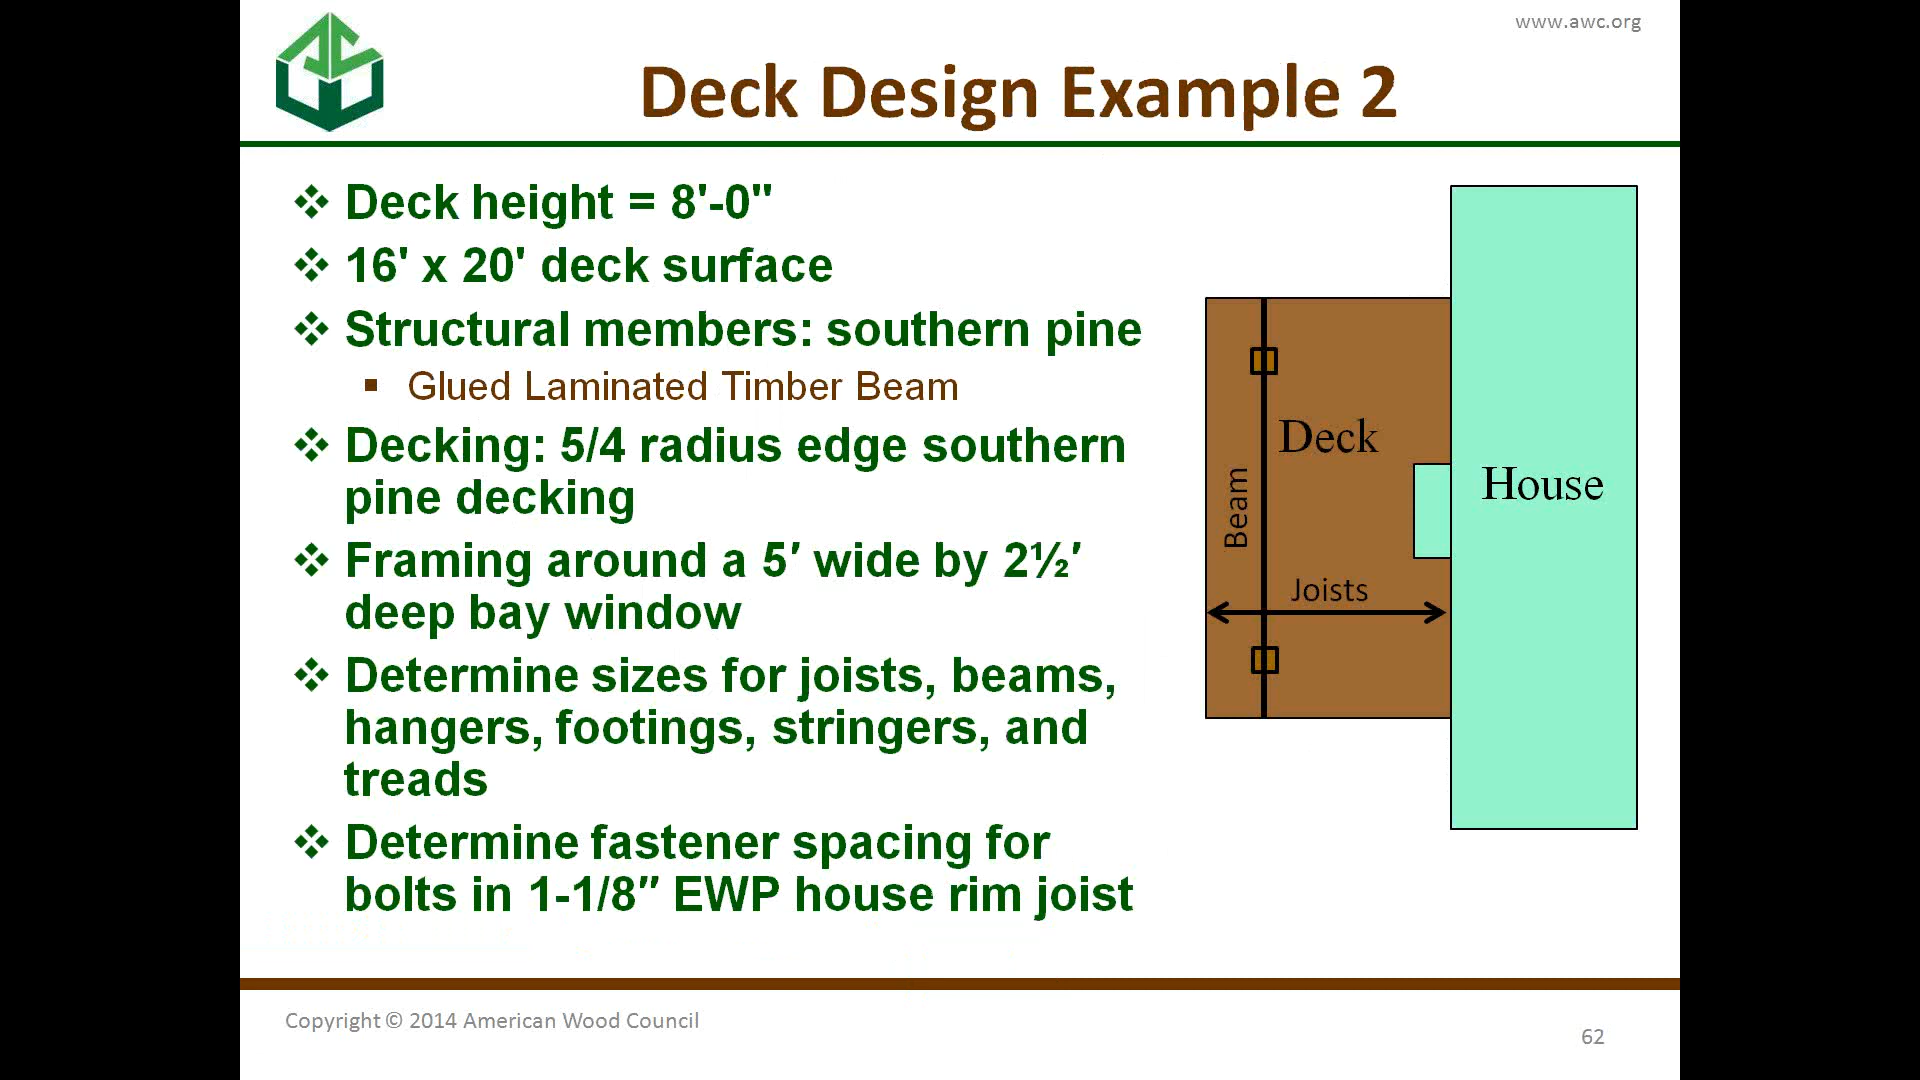 www.awc.org
Deck Design Example 2
❖ Deck height = 8'-0"
❖ 16' x 20' deck surface
❖ Structural members: southern pine
▪ Glued Laminated Timber Beam
❖ Decking: 5/4 radius edge southern
pine decking
❖ Framing around a 5′ wide by 2½′
deep bay window
❖ Determine sizes for joists, beams,
hangers, footings, stringers, and
treads
❖ Determine fastener spacing for
bolts in 1-1/8″ EWP house rim joist
Deck
House
Beam
Joists
Copyright © 2014 American Wood Council
62